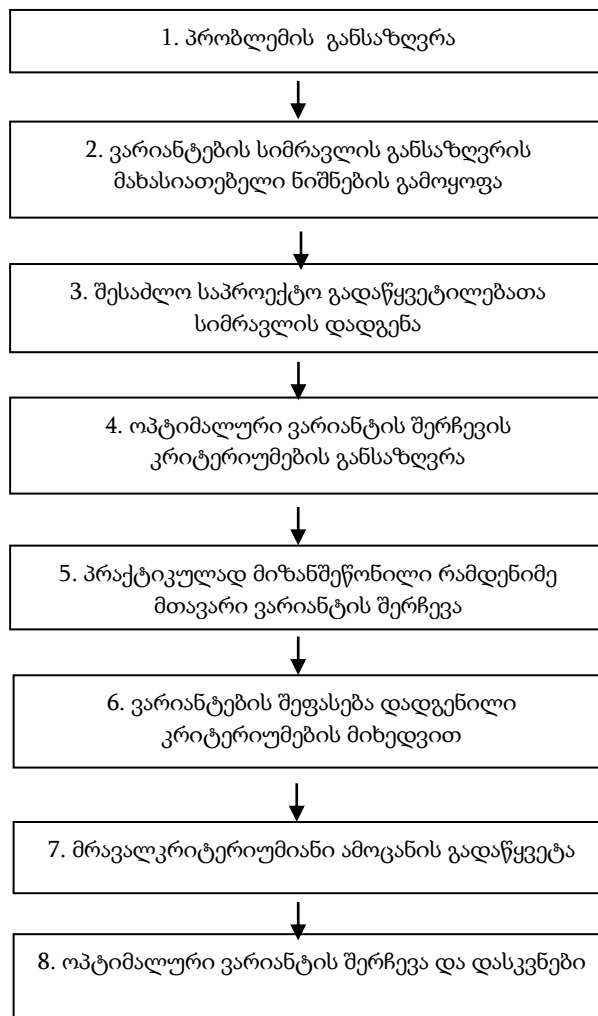 1. პრობლემის განსაზღვრა
2. ვარიანტების სიმრავლის განსაზღვრის
მახასიათებელი ნიშნების გამოყოფა
3. შესაძლო საპროექტო გადაწყვეტილებათა
სიმრავლის დადგენა
4. ოპტიმალური ვარიანტის შერჩევის
კრიტერიუმების განსაზღვრა
5. პრაქტიკულად მიზანშეწონილი რამდენიმე
მთავარი ვარიანტის შერჩევა
6. ვარიანტების შეფასება დადგენილი
კრიტერიუმების მიხედვით
7. მრავალკრიტერიუმიანი ამოცანის გადაწყვეტა
8. ოპტიმალური ვარიანტის შერჩევა და დასკვნები